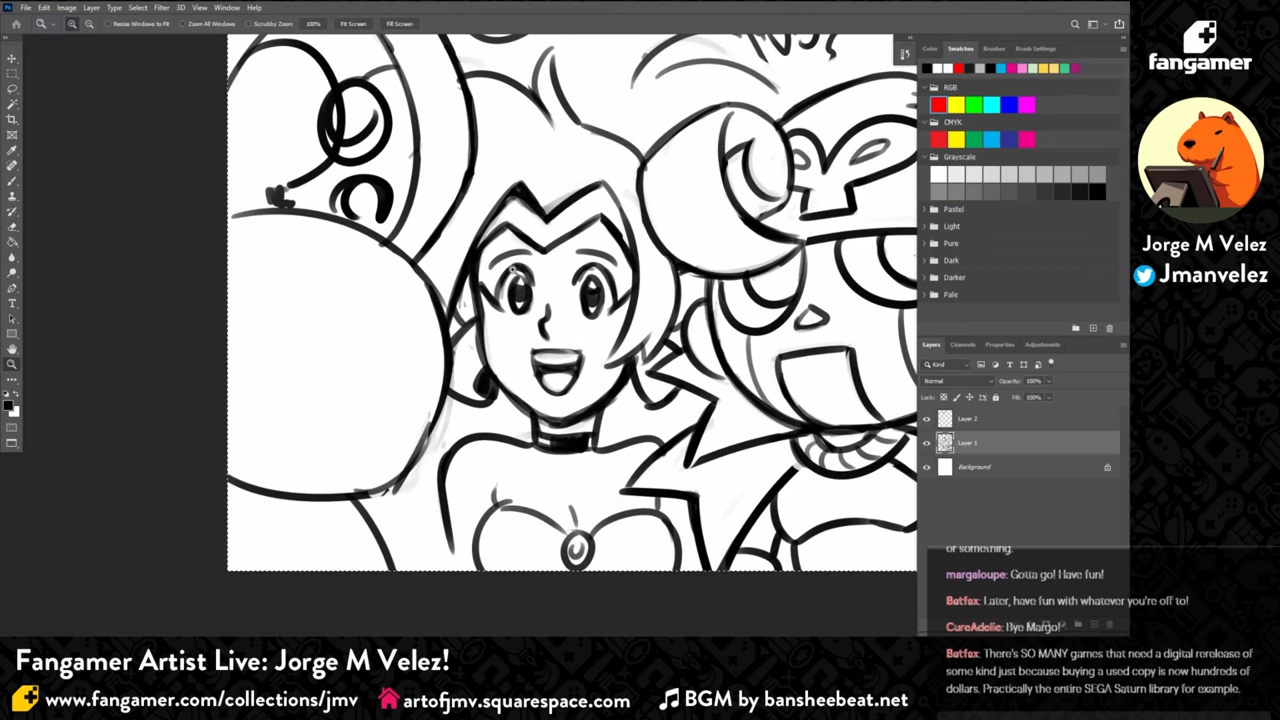 File Edit Image Layer Type Select Filter 3D View Window Help
Resize Windows to Fit Zoom All Windows Scrubby Zoom 100% Fit Screen Fill Screen
Color Swatches Brushes Brush Settings
RGB
CMYK
Grayscale
Pastel
Light
Pure
Dark
Darker
Pale
Layers Channels Properties Adjustments
Kind
Normal Opacity: 100%
Lock: Fill: 100%
Layer 2
Layer 1
Background
fangamer
Jorge M Velez
Jmanvelez
or something.
margaloupe: Gotta go! Have fun!
Batfax: Later, have fun with whatever you're off to!
CureAdelie: Bye Margo!
Batfax: There's SO MANY games that need a digital rerelease of
some kind just because buying a used copy is now hundreds of
dollars. Practically the entire SEGA Saturn library for example.
Fangamer Artist Live: Jorge M Velez!
www.fangamer.com/collections/jmv artofjmv.squarespace.com BGM by bansheebeat.net